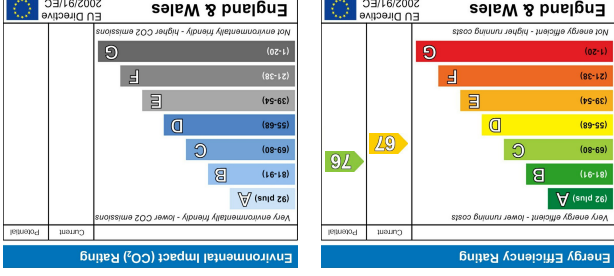 Energy Efficiency Rating
Current
Potential
Very energy efficient - lower running costs
(92 plus) A
(81-91) B
(69-80) C
(55-68) D
(39-54) E
(21-38) F
(1-20) G
67
76
Not energy efficient - higher running costs
England & Wales
EU Directive
2002/91/EC
Environmental Impact (CO₂) Rating
Current
Potential
Very environmentally friendly - lower CO2 emissions
(92 plus) A
(81-91) B
(69-80) C
(55-68) D
(39-54) E
(21-38) F
(1-20) G
Not environmentally friendly - higher CO2 emissions
England & Wales
EU Directive
2002/91/EC